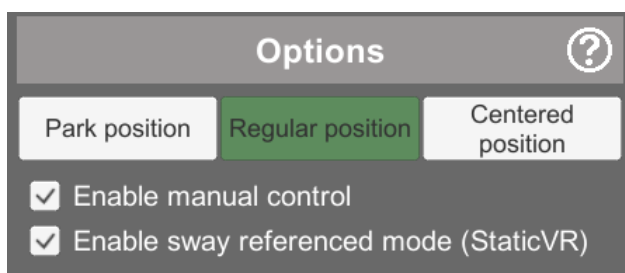 Options ?
Park position Regular position Centered position
Enable manual control
Enable sway referenced mode (StaticVR)